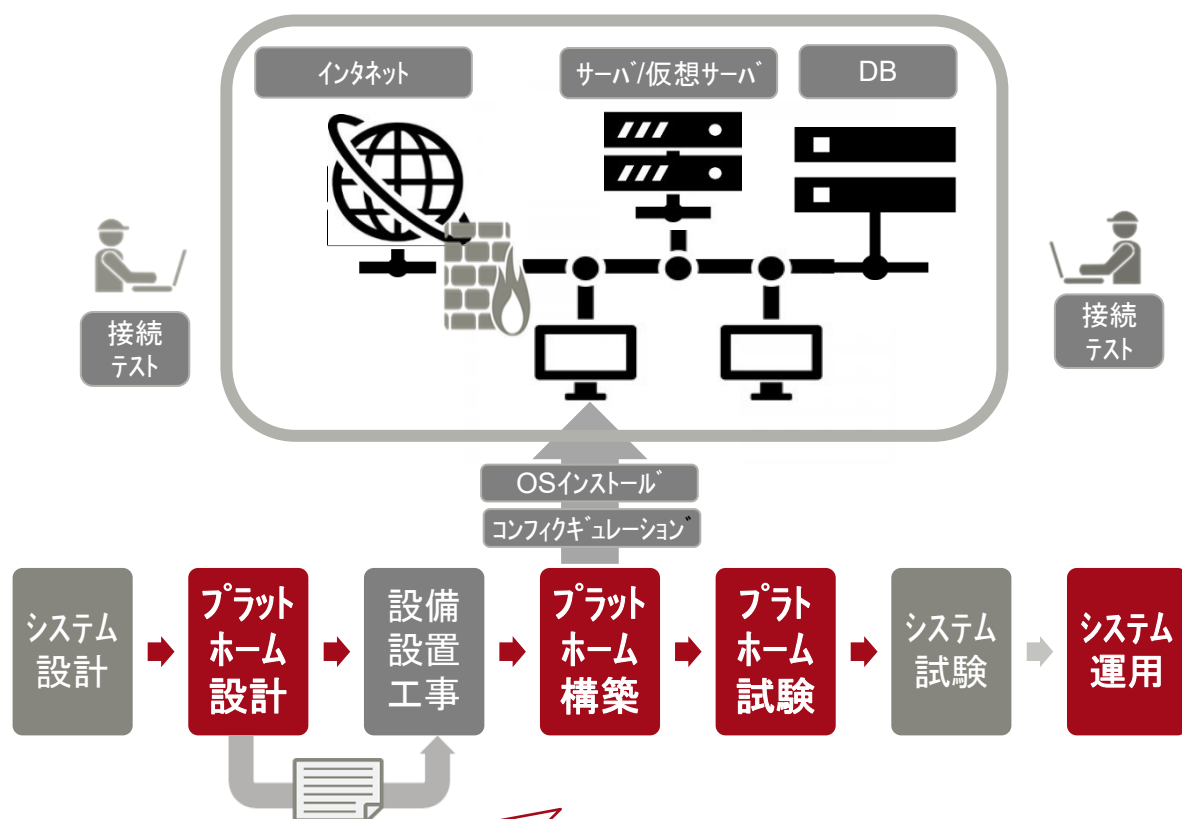 インタネット
サーバ/仮想サーバ
DB
接続
テスト
接続
テスト
OSインストール゛
コンフィクギュレーション゛
システム
設計
プラット
ホーム
設計
設備
設置
工事
プラット
ホーム
構築
プラト
ホーム
試験
システム
試験
システム
運用